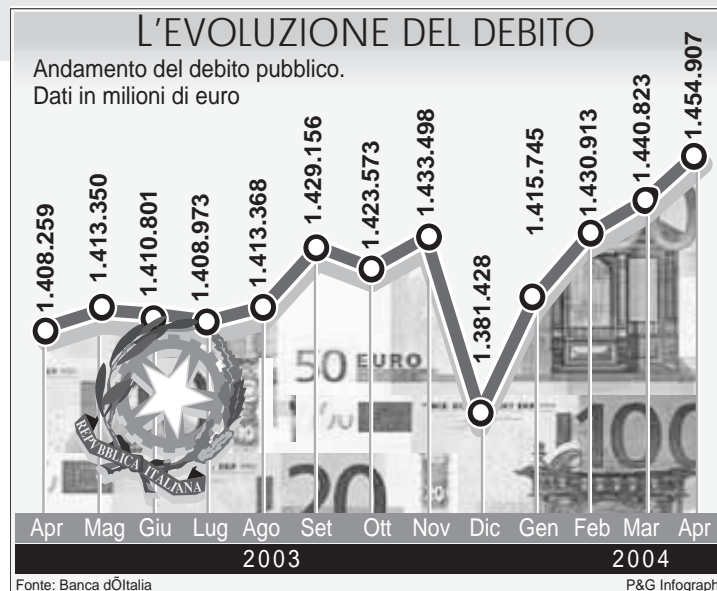 L'EVOLUZIONE DEL DEBITO
Andamento del debito pubblico.
Dati in milioni di euro
1.408.259
1.413.350
1.410.801
1.408.973
1.413.368
1.429.156
1.423.573
1.433.498
1.381.428
1.415.745
1.430.913
1.440.823
1.454.907
50 EURO
20
100
REPVBBLICA ITALIANA
Apr Mag Giu Lug Ago Set Ott Nov Dic Gen Feb Mar Apr
2003 2004
Fonte: Banca dÕItalia P&G Infograph